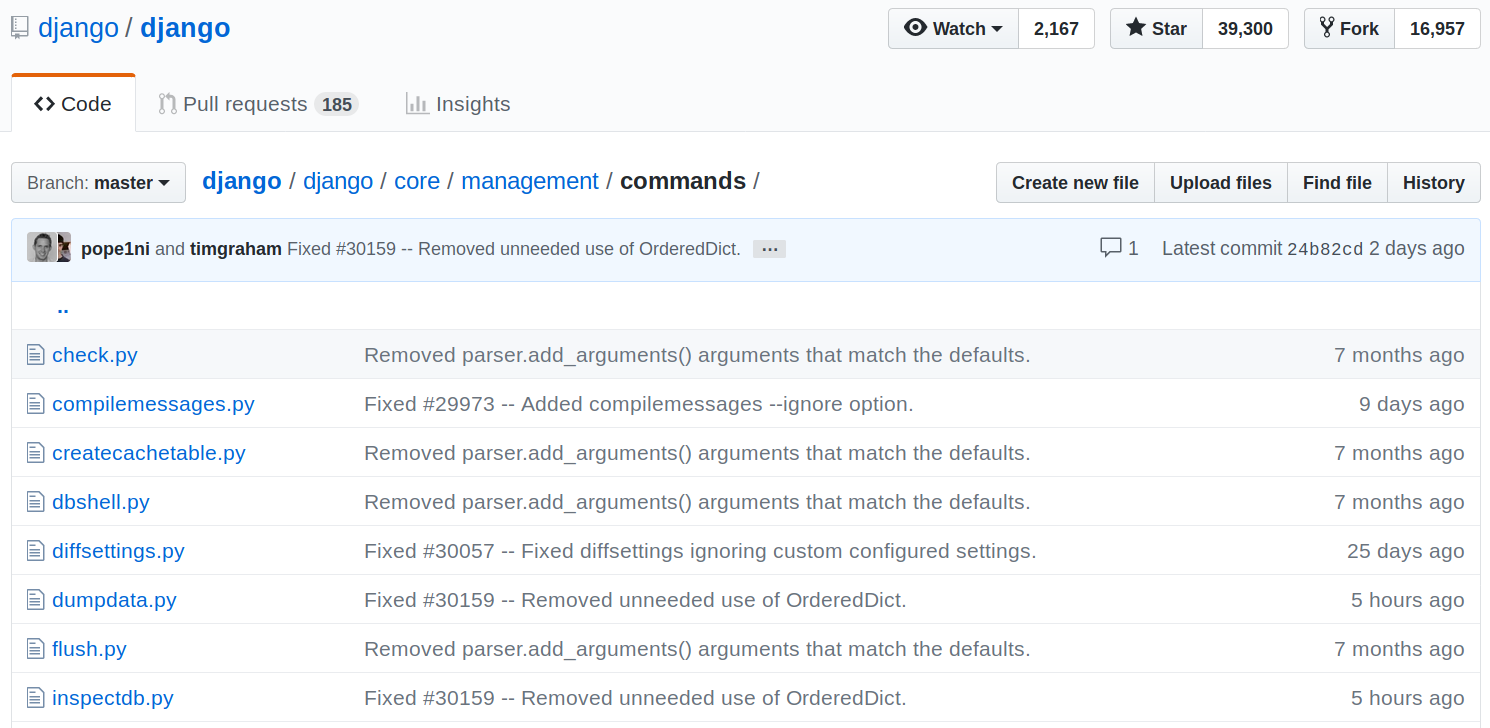 django / django Watch 2,167 Star 39,300 Fork 16,957
Code Pull requests 185 Insights
Branch: master django / django / core / management / commands / Create new file Upload files Find file History
pope1ni and timgraham Fixed #30159 -- Removed unneeded use of OrderedDict. ... 1 Latest commit 24b82cd 2 days ago
..
check.py Removed parser.add_arguments() arguments that match the defaults. 7 months ago
compilemessages.py Fixed #29973 -- Added compilemessages --ignore option. 9 days ago
createcachetable.py Removed parser.add_arguments() arguments that match the defaults. 7 months ago
dbshell.py Removed parser.add_arguments() arguments that match the defaults. 7 months ago
diffsettings.py Fixed #30057 -- Fixed diffsettings ignoring custom configured settings. 25 days ago
dumpdata.py Fixed #30159 -- Removed unneeded use of OrderedDict. 5 hours ago
flush.py Removed parser.add_arguments() arguments that match the defaults. 7 months ago
inspectdb.py Fixed #30159 -- Removed unneeded use of OrderedDict. 5 hours ago